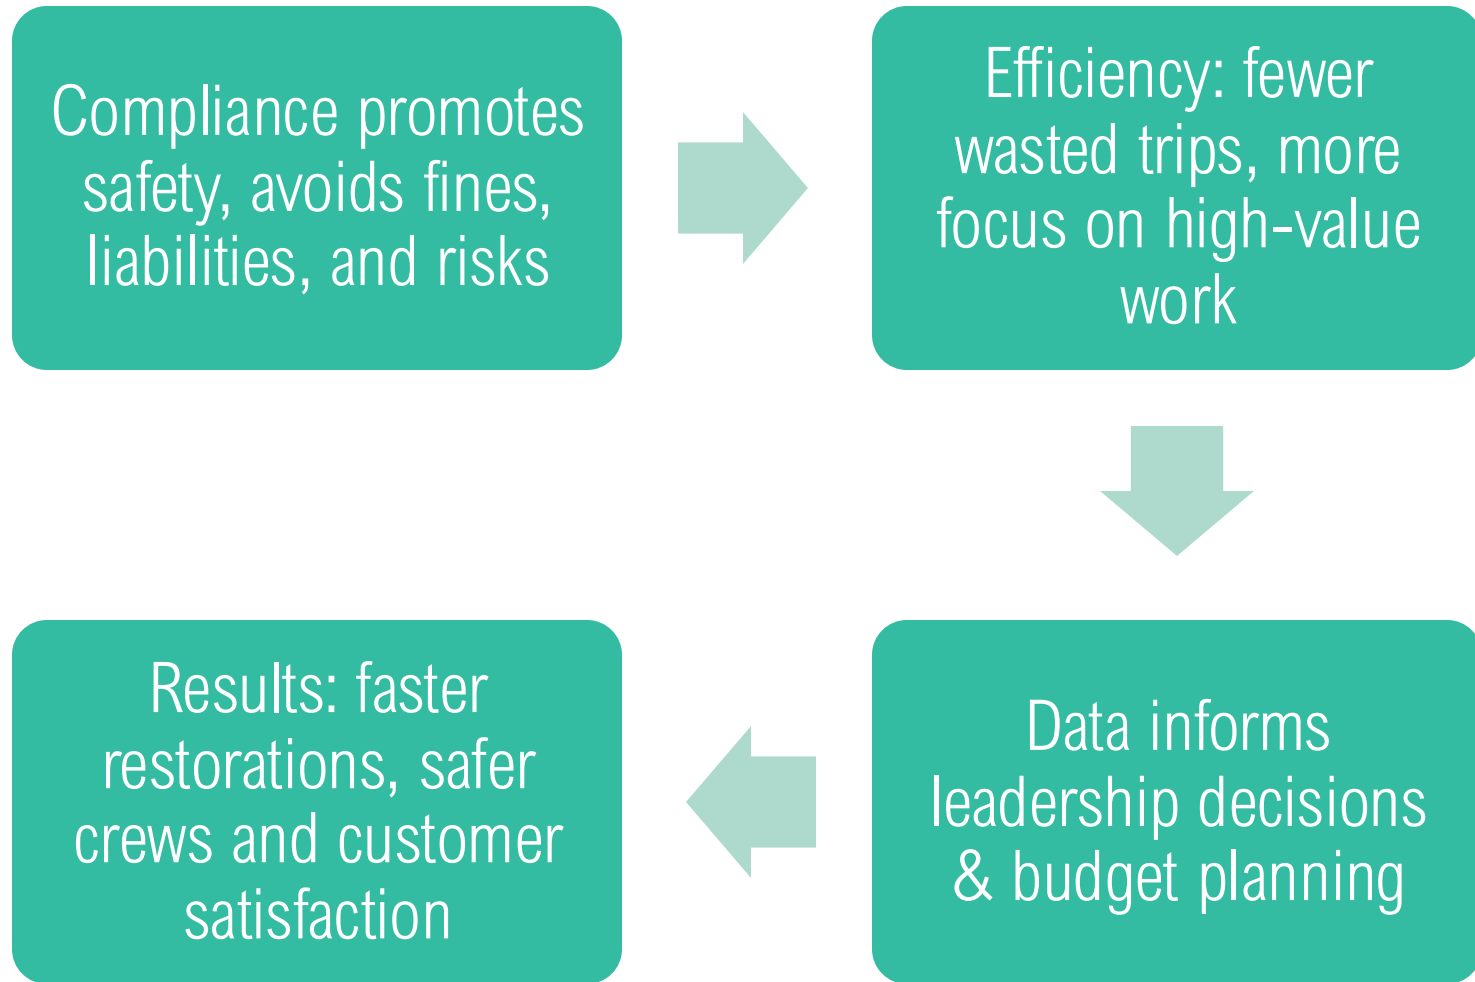 Compliance promotes
safety, avoids fines,
liabilities, and risks
Efficiency: fewer
wasted trips, more
focus on high-value
work
Data informs
leadership decisions
& budget planning
Results: faster
restorations, safer
crews and customer
satisfaction